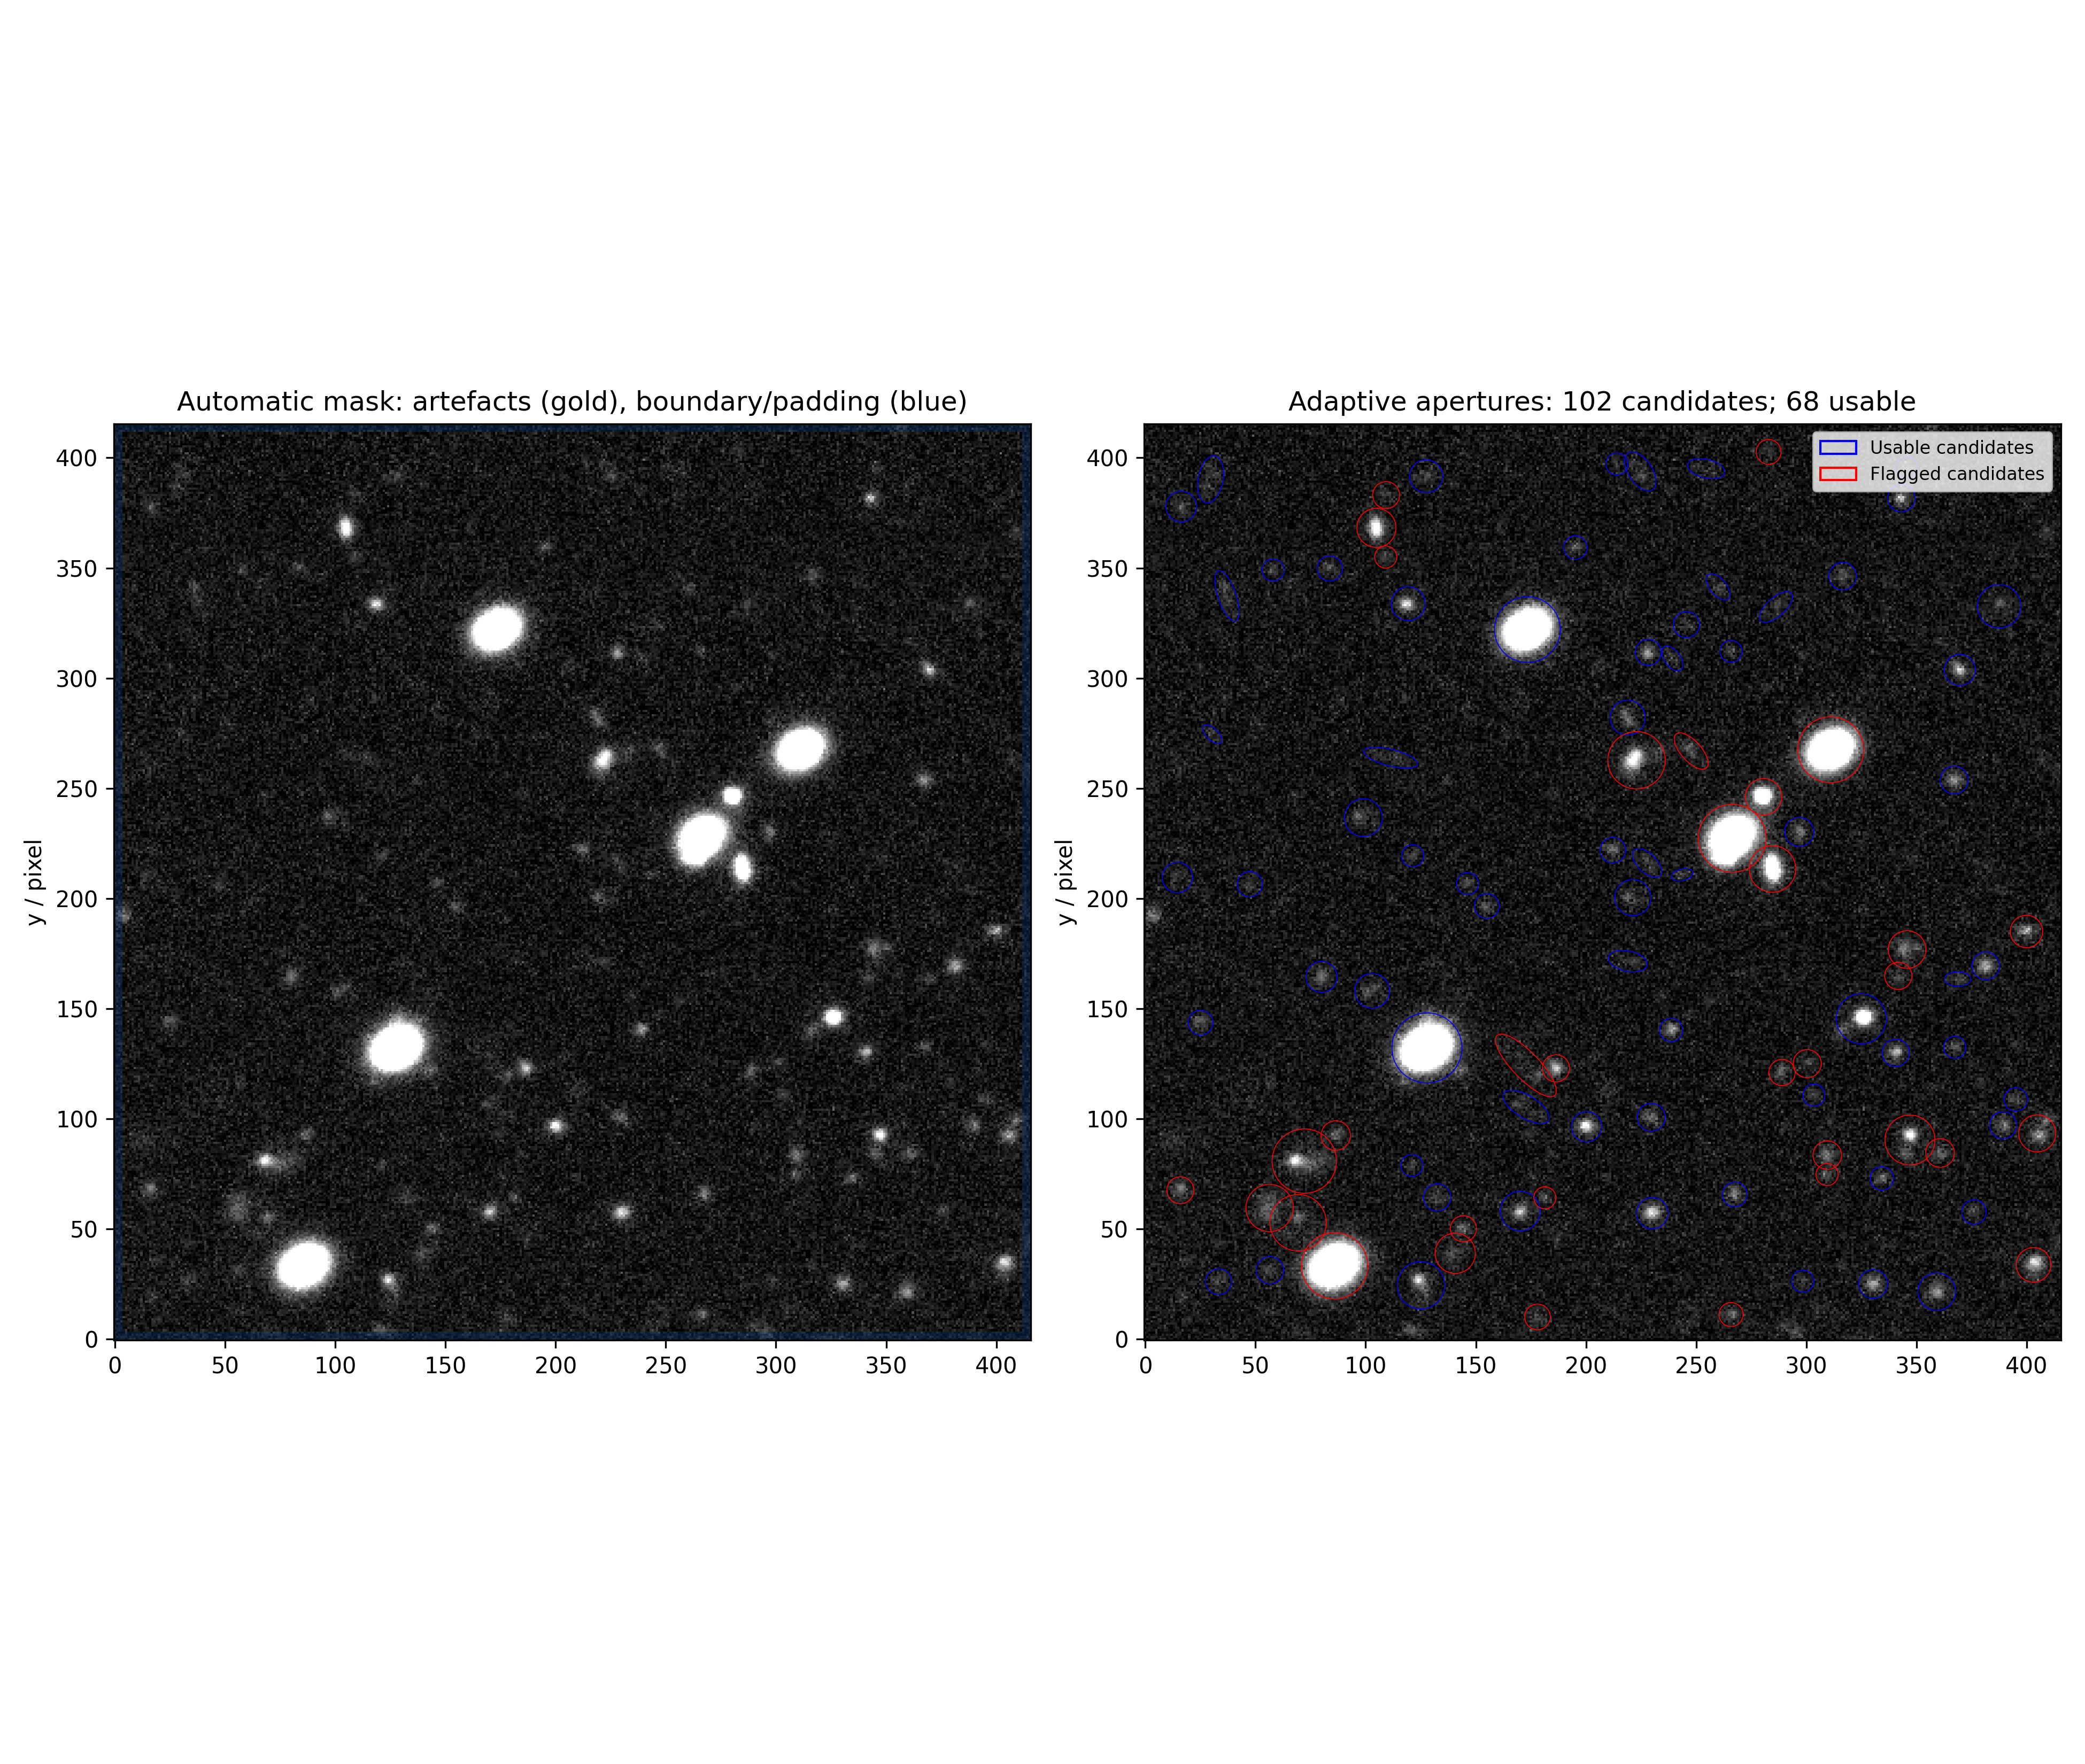 Automatic mask: artefacts (gold), boundary/padding (blue)
y / pixel
400
350
300
250
200
150
100
50
0
0 50 100 150 200 250 300 350 400
Adaptive apertures: 102 candidates; 68 usable
Usable candidates
Flagged candidates
y / pixel
400
350
300
250
200
150
100
50
0
0 50 100 150 200 250 300 350 400